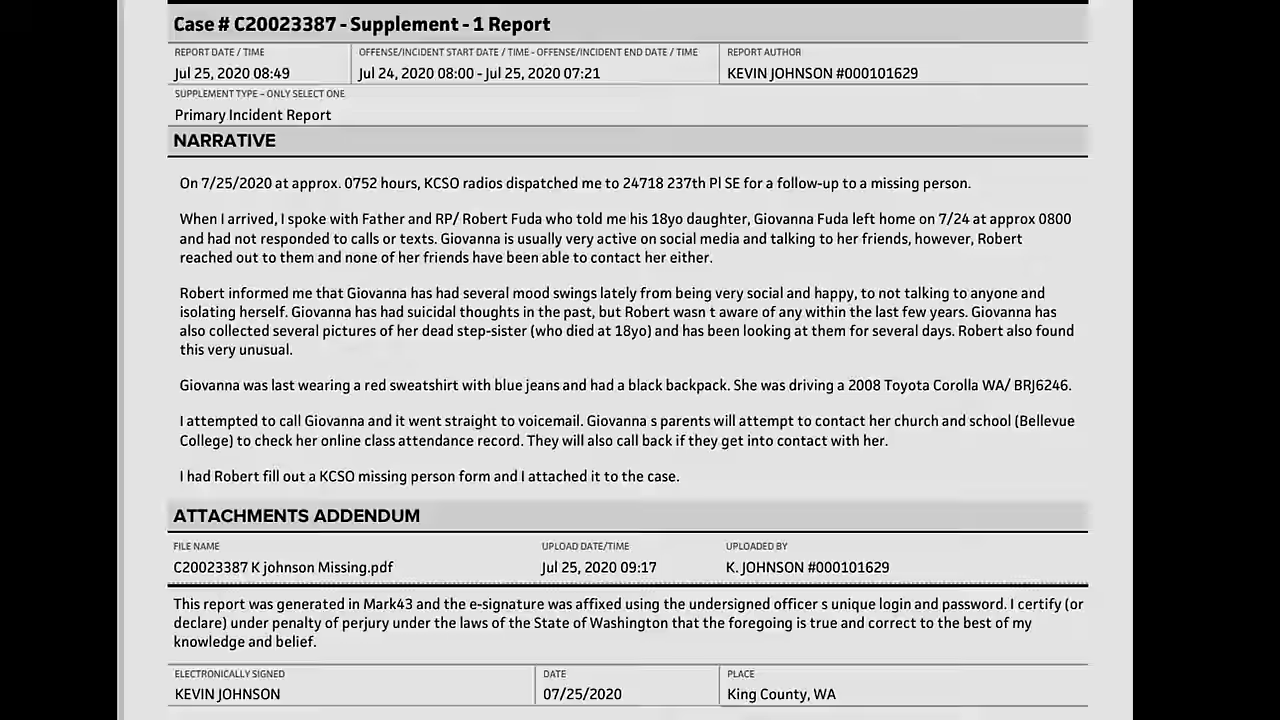 Case # C20023387 - Supplement - 1 Report
REPORT DATE / TIME
OFFENSE/INCIDENT START DATE / TIME - OFFENSE/INCIDENT END DATE / TIME
REPORT AUTHOR
Jul 25, 2020 08:49
Jul 24, 2020 08:00 - Jul 25, 2020 07:21
KEVIN JOHNSON #000101629
SUPPLEMENT TYPE – ONLY SELECT ONE
Primary Incident Report
NARRATIVE
On 7/25/2020 at approx. 0752 hours, KCSO radios dispatched me to 24718 237th Pl SE for a follow-up to a missing person.
When I arrived, I spoke with Father and RP/ Robert Fuda who told me his 18yo daughter, Giovanna Fuda left home on 7/24 at approx 0800
and had not responded to calls or texts. Giovanna is usually very active on social media and talking to her friends, however, Robert
reached out to them and none of her friends have been able to contact her either.
Robert informed me that Giovanna has had several mood swings lately from being very social and happy, to not talking to anyone and
isolating herself. Giovanna has had suicidal thoughts in the past, but Robert wasn t aware of any within the last few years. Giovanna has
also collected several pictures of her dead step-sister (who died at 18yo) and has been looking at them for several days. Robert also found
this very unusual.
Giovanna was last wearing a red sweatshirt with blue jeans and had a black backpack. She was driving a 2008 Toyota Corolla WA/ BRJ6246.
I attempted to call Giovanna and it went straight to voicemail. Giovanna s parents will attempt to contact her church and school (Bellevue
College) to check her online class attendance record. They will also call back if they get into contact with her.
I had Robert fill out a KCSO missing person form and I attached it to the case.
ATTACHMENTS ADDENDUM
FILE NAME
UPLOAD DATE/TIME
UPLOADED BY
C20023387 K johnson Missing.pdf
Jul 25, 2020 09:17
K. JOHNSON #000101629
This report was generated in Mark43 and the e-signature was affixed using the undersigned officer s unique login and password. I certify (or
declare) under penalty of perjury under the laws of the State of Washington that the foregoing is true and correct to the best of my
knowledge and belief.
ELECTRONICALLY SIGNED
DATE
PLACE
KEVIN JOHNSON
07/25/2020
King County, WA